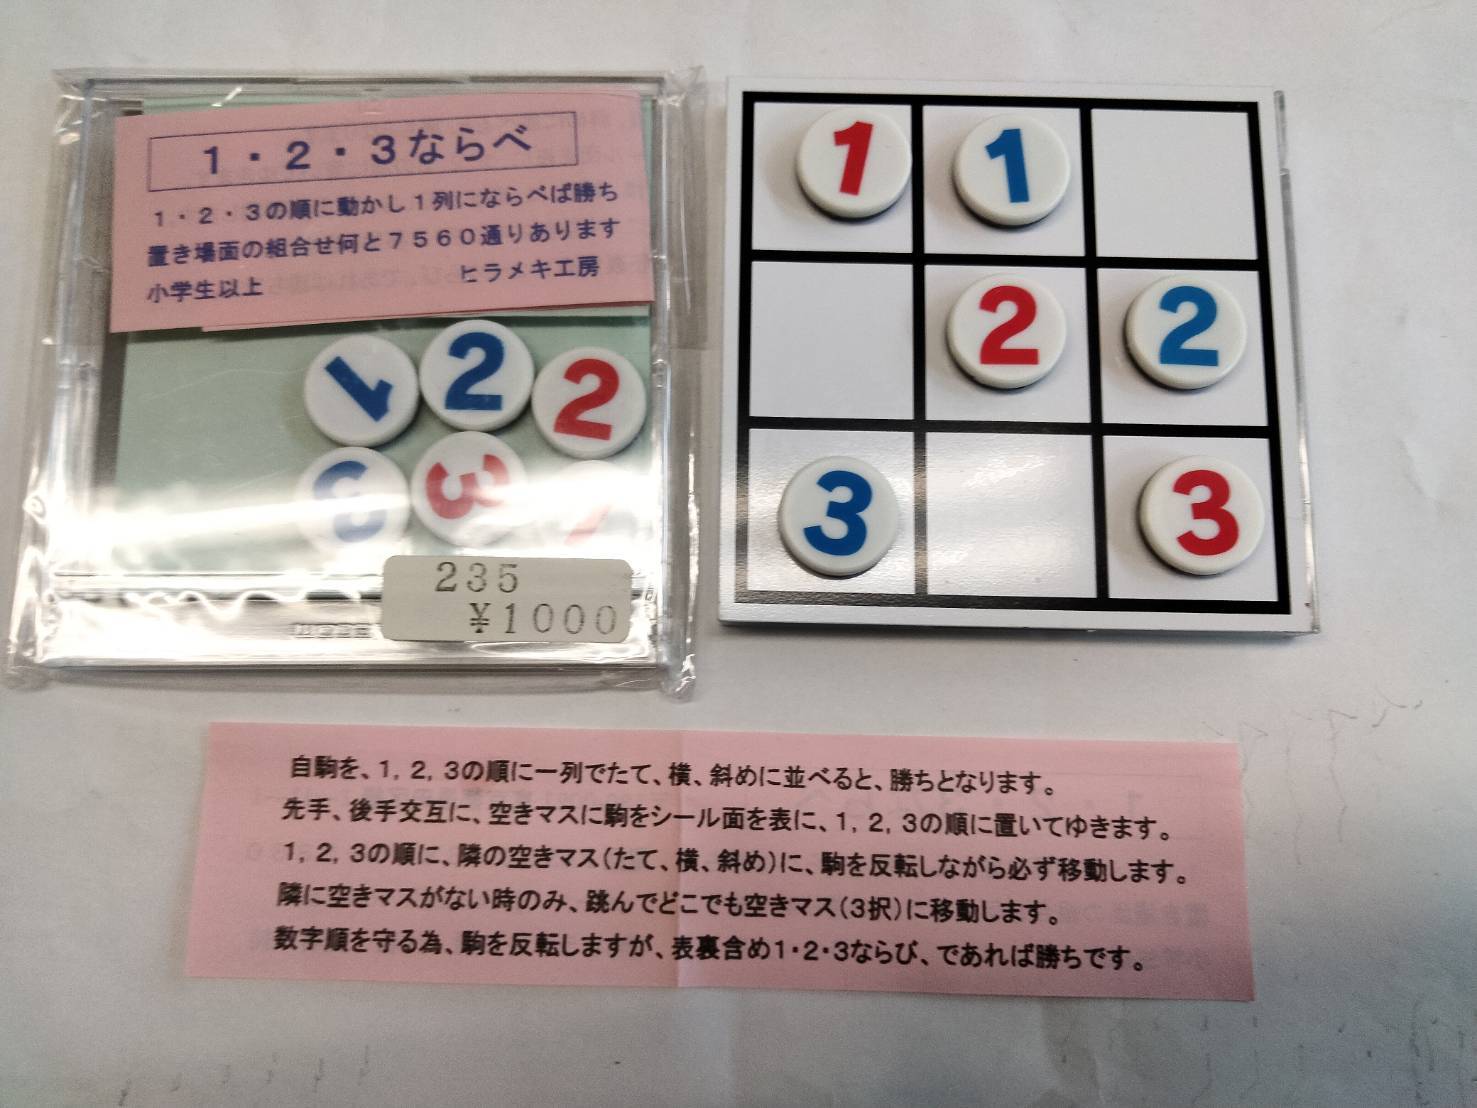 1・2・3ならべ
1・2・3の順に動かし1列にならべば勝ち
置き場面の組合せ何と7560通りあります
小学生以上 ヒラメキ工房
1 2 2
3 3
235
¥1000
1 1
2 2
3 3
自駒を、1, 2, 3の順に一列でたて、横、斜めに並べると、勝ちとなります。
先手、後手交互に、空きマスに駒をシール面を表に、1, 2, 3の順に置いてゆきます。
1, 2, 3の順に、隣の空きマス(たて、横、斜め)に、駒を反転しながら必ず移動します。
隣に空きマスがない時のみ、跳んでどこでも空きマス(3択)に移動します。
数字順を守る為、駒を反転しますが、表裏含め1・2・3ならび、であれば勝ちです。